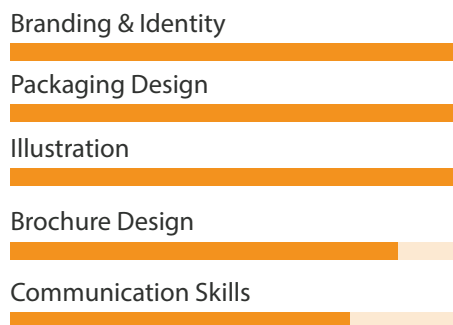 Branding & Identity
Packaging Design
Illustration
Brochure Design
Communication Skills